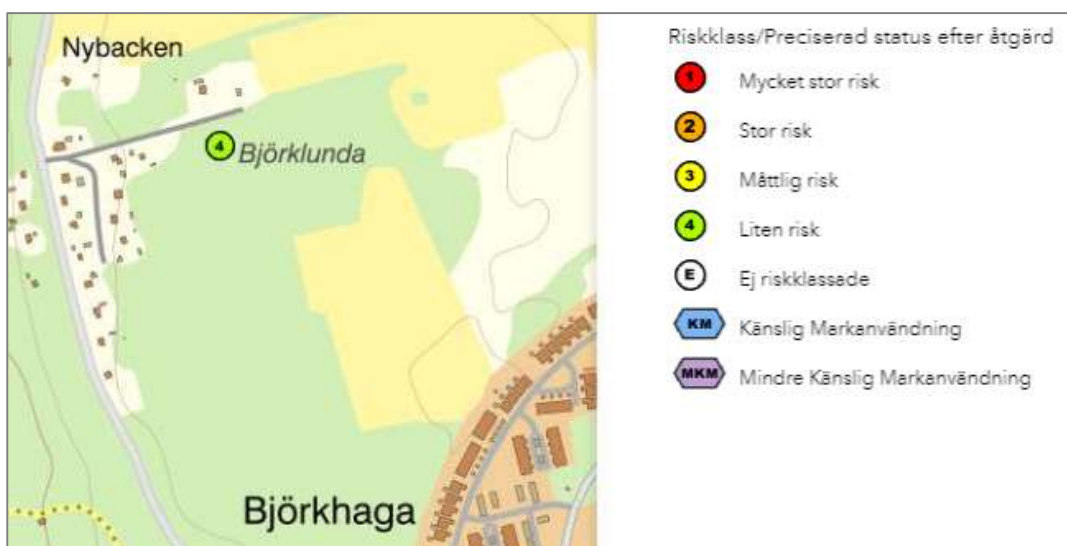 Nybacken
4 Björklunda
Björkhaga
Riskklass/Preciserad status efter åtgärd
1 Mycket stor risk
2 Stor risk
3 Måttlig risk
4 Liten risk
E Ej riskklassade
KM Känslig Markanvändning
MKM Mindre Känslig Markanvändning